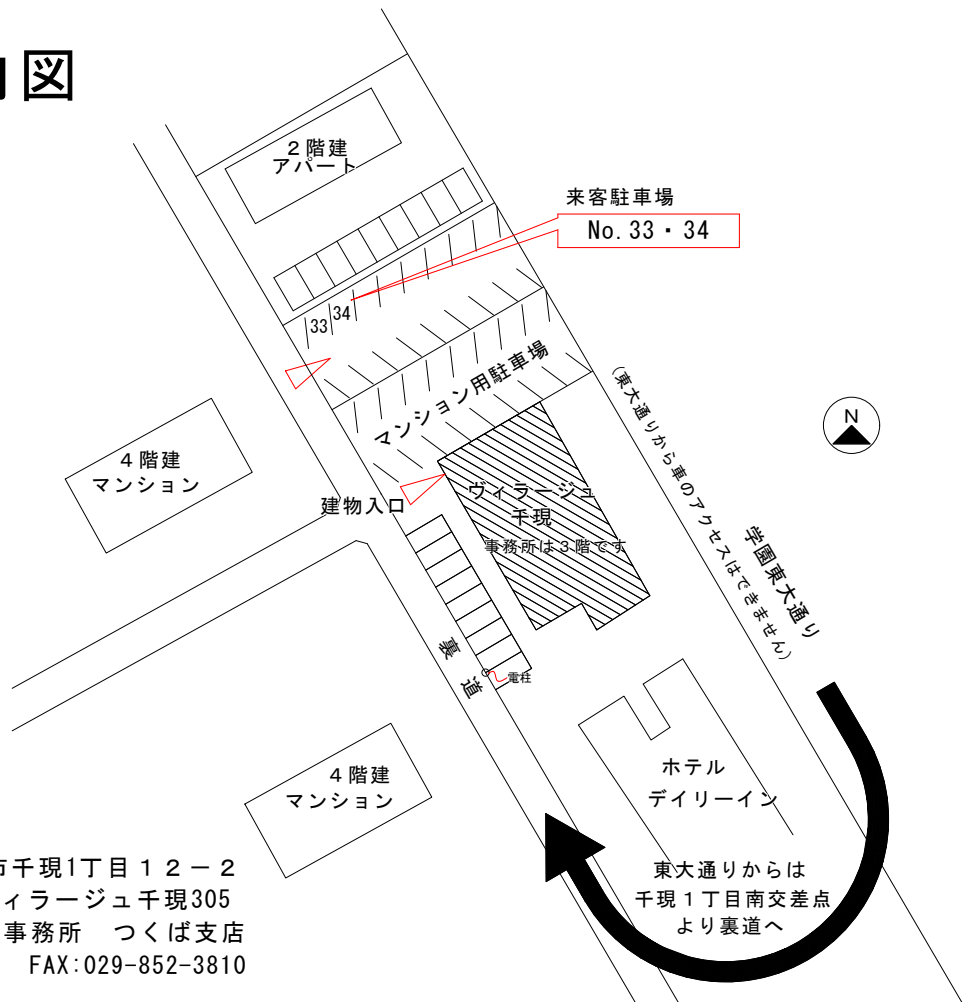 図
2階建
アパート
来客駐車場
No.33・34
33
34
マンション用駐車場
(東大通りから車のアクセスはできません)
学園東大通り
N
4階建
マンション
建物入口
ヴィラージュ
千現
事務所は3階です
裏道
電柱
4階建
マンション
ホテル
デイリーイン
東大通りからは
千現1丁目南交差点
より裏道へ
市千現1丁目12-2
ィラージュ千現305
事務所 つくば支店
FAX:029-852-3810